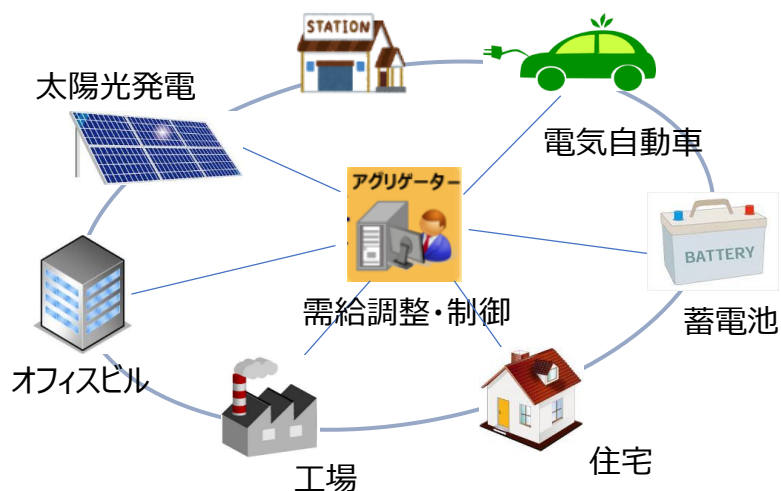 STATION
太陽光発電
電気自動車
アグリゲーター
BATTERY
需給調整・制御
蓄電池
オフィスビル
住宅
工場